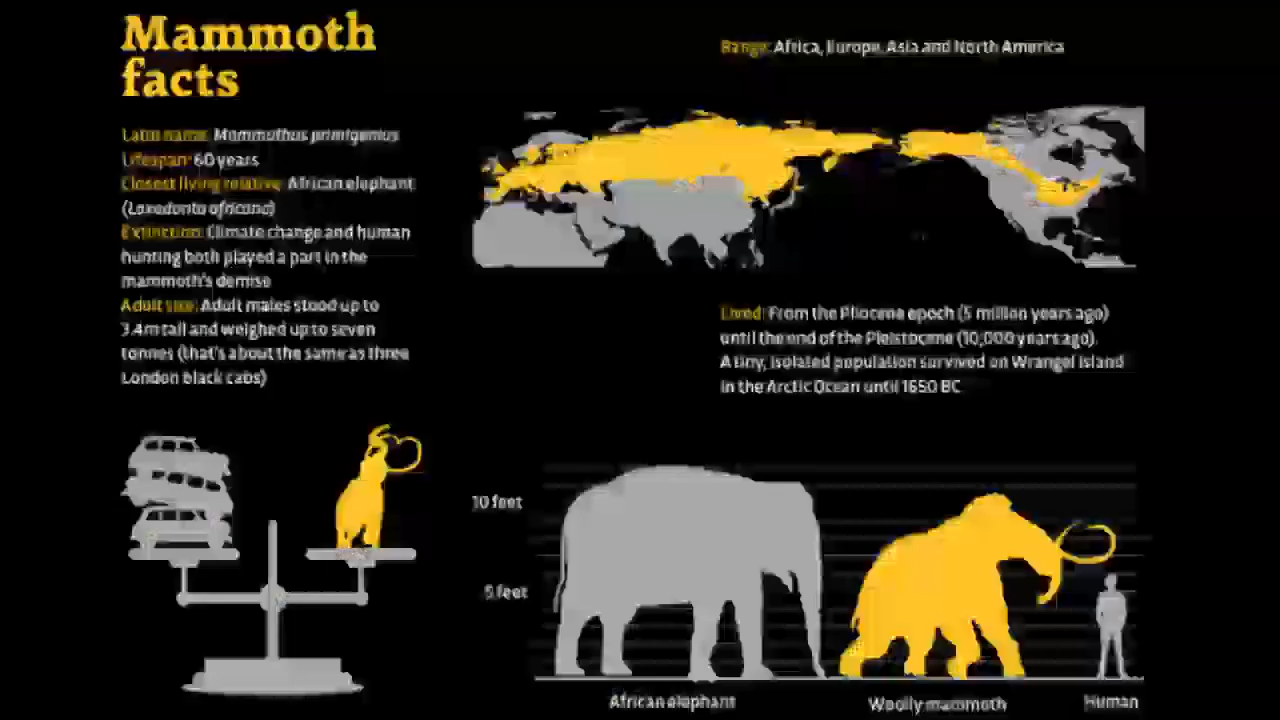 Mammoth
facts
Latin name: Mammuthus primigenius
Lifespan: 60 years
Closest living relative: African elephant
(Loxodonta africana)
Extinction: Climate change and human
hunting both played a part in the
mammoth's demise
Adult size: Adult males stood up to
3.4m tall and weighed up to seven
tonnes (that's about the same as three
London black cabs)
Range: Africa, Europe, Asia and North America
Lived: From the Pliocene epoch (5 million years ago)
until the end of the Pleistocene (10,000 years ago).
A tiny, isolated population survived on Wrangel Island
in the Arctic Ocean until 1650 BC
10 feet
5 feet
African elephant
Woolly mammoth
Human